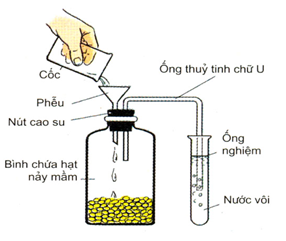 Cốc
Ống thuỷ tinh chữ U
Phễu
Nút cao su
Ống
nghiệm
Bình chứa hạt
nảy mầm
Nước vôi